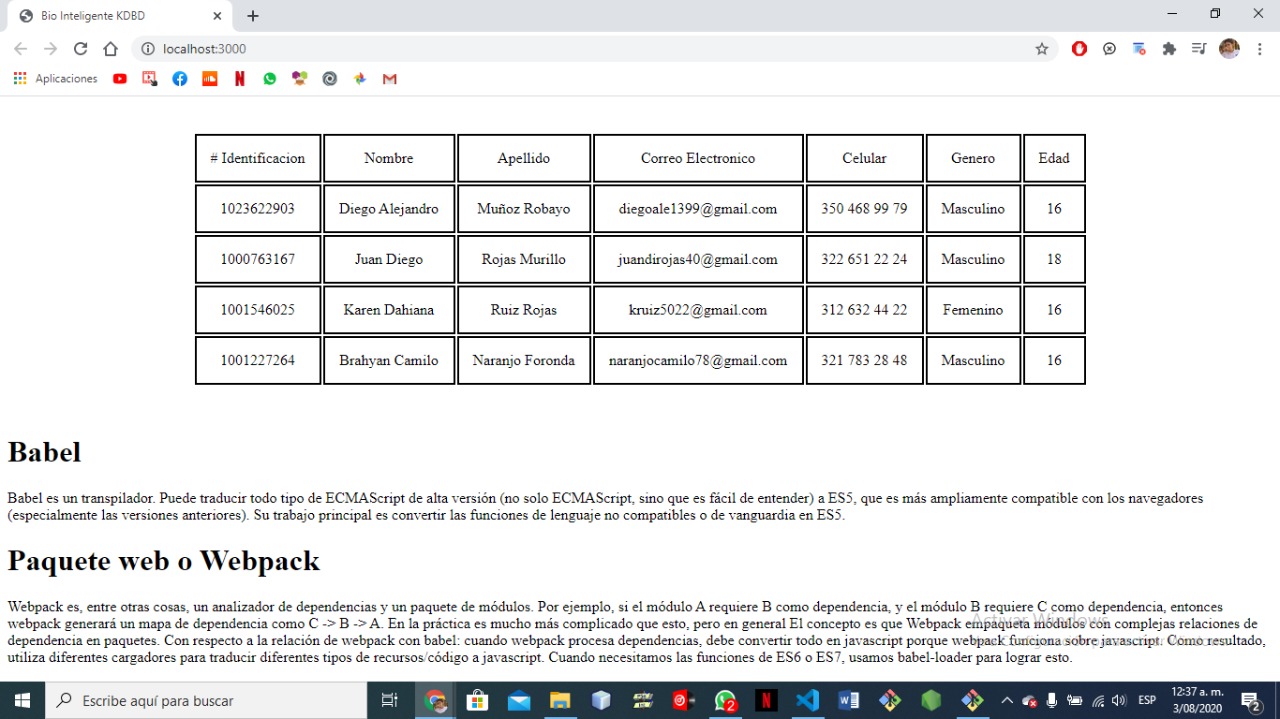 Bio Inteligente KDBD
localhost:3000
Aplicaciones
# Identificacion Nombre Apellido Correo Electronico Celular Genero Edad
1023622903 Diego Alejandro Muñoz Robayo diegoale1399@gmail.com 350 468 99 79 Masculino 16
1000763167 Juan Diego Rojas Murillo juandirojas40@gmail.com 322 651 22 24 Masculino 18
1001546025 Karen Dahiana Ruiz Rojas kruiz5022@gmail.com 312 632 44 22 Femenino 16
1001227264 Brahyan Camilo Naranjo Foronda naranjocamilo78@gmail.com 321 783 28 48 Masculino 16
Babel
Babel es un transpilador. Puede traducir todo tipo de ECMAScript de alta versión (no solo ECMAScript, sino que es fácil de entender) a ES5, que es más ampliamente compatible con los navegadores
(especialmente las versiones anteriores). Su trabajo principal es convertir las funciones de lenguaje no compatibles o de vanguardia en ES5.
Paquete web o Webpack
Webpack es, entre otras cosas, un analizador de dependencias y un paquete de módulos. Por ejemplo, si el módulo A requiere B como dependencia, y el módulo B requiere C como dependencia, entonces
webpack generará un mapa de dependencia como C -> B -> A. En la práctica es mucho más complicado que esto, pero en general El concepto es que Webpack empaqueta módulos con complejas relaciones de
dependencia en paquetes. Con respecto a la relación de webpack con babel: cuando webpack procesa dependencias, debe convertir todo en javascript porque webpack funciona sobre javascript. Como resultado,
utiliza diferentes cargadores para traducir diferentes tipos de recursos/código a javascript. Cuando necesitamos las funciones de ES6 o ES7, usamos babel-loader para lograr esto.
Activar Windows
Escribe aquí para buscar
2
ESP
12:37 a. m.
3/08/2020
2